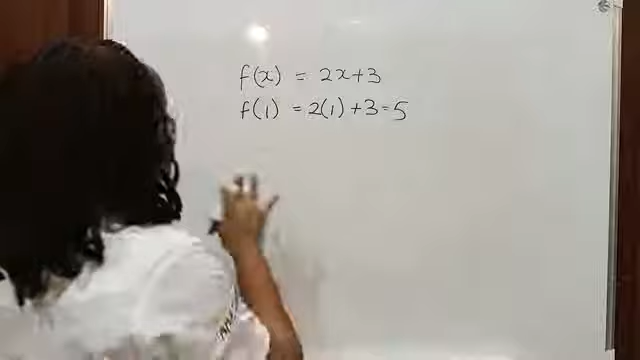 f(x) = 2x+3
f(1) = 2(1)+3=5